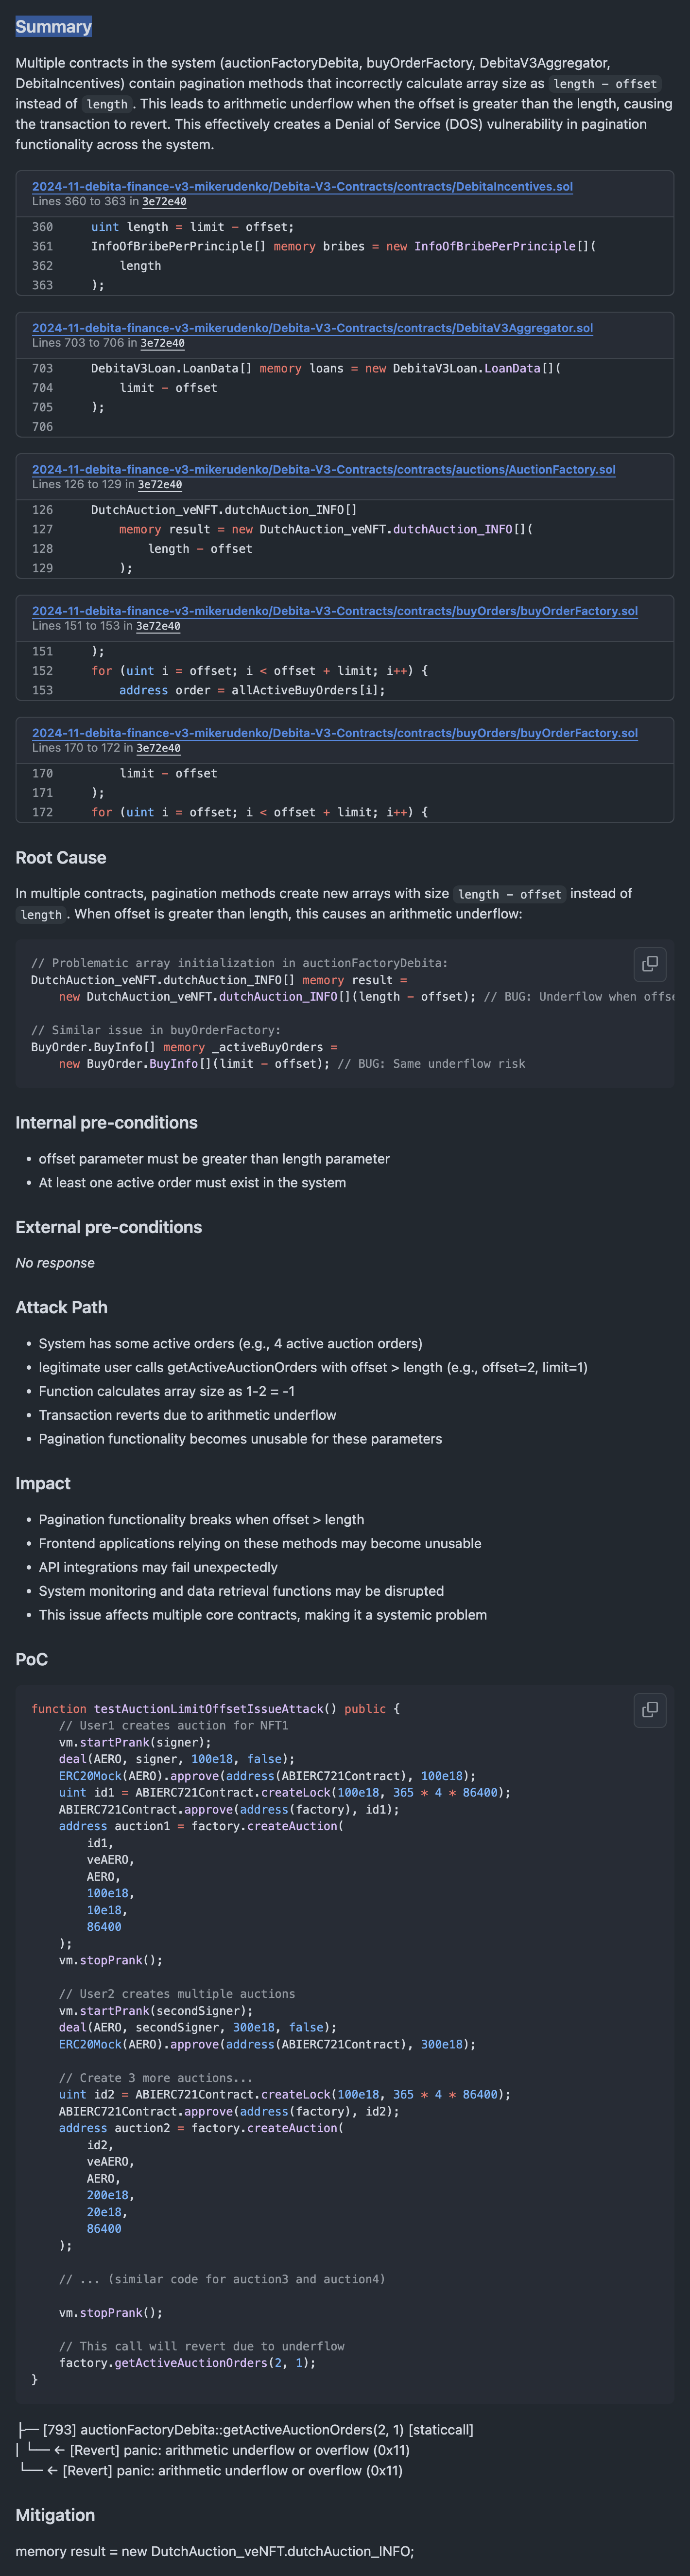 Summary
Multiple contracts in the system (auctionFactoryDebita, buyOrderFactory, DebitaV3Aggregator,
DebitaIncentives) contain pagination methods that incorrectly calculate array size as length - offset
instead of length. This leads to arithmetic underflow when the offset is greater than the length, causing
the transaction to revert. This effectively creates a Denial of Service (DOS) vulnerability in pagination
functionality across the system.
2024-11-debita-finance-v3-mikerudenko/Debita-V3-Contracts/contracts/DebitaIncentives.sol
Lines 360 to 363 in 3e72e40
360 uint length = limit - offset;
361 InfoOfBribePerPrinciple[] memory bribes = new InfoOfBribePerPrinciple[](
362 length
363 );
2024-11-debita-finance-v3-mikerudenko/Debita-V3-Contracts/contracts/DebitaV3Aggregator.sol
Lines 703 to 706 in 3e72e40
703 DebitaV3Loan.LoanData[] memory loans = new DebitaV3Loan.LoanData[](
704 limit - offset
705 );
706
2024-11-debita-finance-v3-mikerudenko/Debita-V3-Contracts/contracts/auctions/AuctionFactory.sol
Lines 126 to 129 in 3e72e40
126 DutchAuction_veNFT.dutchAuction_INFO[]
127 memory result = new DutchAuction_veNFT.dutchAuction_INFO[](
128 length - offset
129 );
2024-11-debita-finance-v3-mikerudenko/Debita-V3-Contracts/contracts/buyOrders/buyOrderFactory.sol
Lines 151 to 153 in 3e72e40
151 );
152 for (uint i = offset; i < offset + limit; i++) {
153 address order = allActiveBuyOrders[i];
2024-11-debita-finance-v3-mikerudenko/Debita-V3-Contracts/contracts/buyOrders/buyOrderFactory.sol
Lines 170 to 172 in 3e72e40
170 limit - offset
171 );
172 for (uint i = offset; i < offset + limit; i++) {
Root Cause
In multiple contracts, pagination methods create new arrays with size length - offset instead of
length. When offset is greater than length, this causes an arithmetic underflow:
// Problematic array initialization in auctionFactoryDebita:
DutchAuction_veNFT.dutchAuction_INFO[] memory result =
new DutchAuction_veNFT.dutchAuction_INFO[](length - offset); // BUG: Underflow when offse
// Similar issue in buyOrderFactory:
BuyOrder.BuyInfo[] memory _activeBuyOrders =
new BuyOrder.BuyInfo[](limit - offset); // BUG: Same underflow risk
Internal pre-conditions
• offset parameter must be greater than length parameter
• At least one active order must exist in the system
External pre-conditions
No response
Attack Path
• System has some active orders (e.g., 4 active auction orders)
• legitimate user calls getActiveAuctionOrders with offset > length (e.g., offset=2, limit=1)
• Function calculates array size as 1-2 = -1
• Transaction reverts due to arithmetic underflow
• Pagination functionality becomes unusable for these parameters
Impact
• Pagination functionality breaks when offset > length
• Frontend applications relying on these methods may become unusable
• API integrations may fail unexpectedly
• System monitoring and data retrieval functions may be disrupted
• This issue affects multiple core contracts, making it a systemic problem
PoC
function testAuctionLimitOffsetIssueAttack() public {
// User1 creates auction for NFT1
vm.startPrank(signer);
deal(AERO, signer, 100e18, false);
ERC20Mock(AERO).approve(address(ABIERC721Contract), 100e18);
uint id1 = ABIERC721Contract.createLock(100e18, 365 * 4 * 86400);
ABIERC721Contract.approve(address(factory), id1);
address auction1 = factory.createAuction(
id1,
veAERO,
AERO,
100e18,
10e18,
86400
);
vm.stopPrank();
// User2 creates multiple auctions
vm.startPrank(secondSigner);
deal(AERO, secondSigner, 300e18, false);
ERC20Mock(AERO).approve(address(ABIERC721Contract), 300e18);
// Create 3 more auctions...
uint id2 = ABIERC721Contract.createLock(100e18, 365 * 4 * 86400);
ABIERC721Contract.approve(address(factory), id2);
address auction2 = factory.createAuction(
id2,
veAERO,
AERO,
200e18,
20e18,
86400
);
// ... (similar code for auction3 and auction4)
vm.stopPrank();
// This call will revert due to underflow
factory.getActiveAuctionOrders(2, 1);
}
├── [793] auctionFactoryDebita::getActiveAuctionOrders(2, 1) [staticcall]
│ └── ← [Revert] panic: arithmetic underflow or overflow (0x11)
└── ← [Revert] panic: arithmetic underflow or overflow (0x11)
Mitigation
memory result = new DutchAuction_veNFT.dutchAuction_INFO;